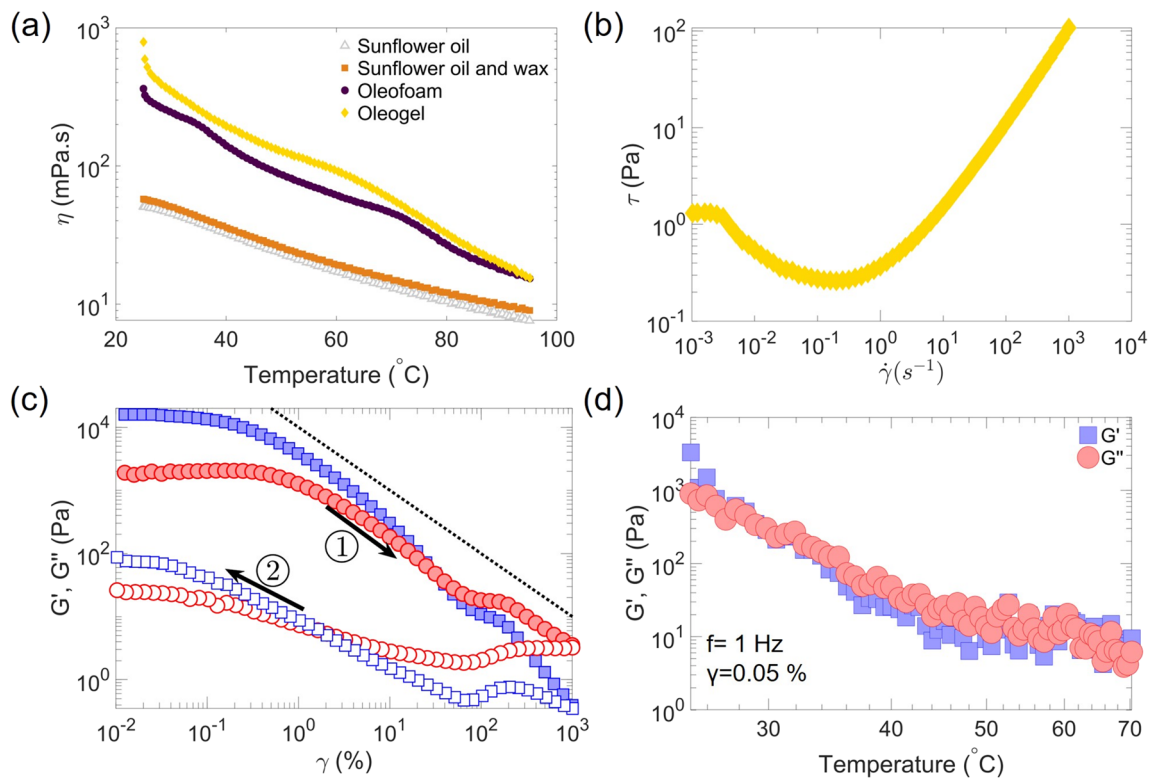 (a)
10³
10²
10¹
η (mPa.s)
20 40 60 80 100
Temperature (°C)
Sunflower oil
Sunflower oil and wax
Oleofoam
Oleogel
(b)
10²
10¹
10⁰
10⁻¹
τ (Pa)
10⁻³ 10⁻² 10⁻¹ 10⁰ 10¹ 10² 10³ 10⁴
γ̇(s⁻¹)
(c)
10⁴
10²
10⁰
G', G'' (Pa)
①
②
10⁻² 10⁻¹ 10⁰ 10¹ 10² 10³
γ (%)
(d)
10⁴
10³
10²
10¹
10⁰
G', G'' (Pa)
G'
G''
f= 1 Hz
γ=0.05 %
30 40 50 60 70
Temperature (°C)